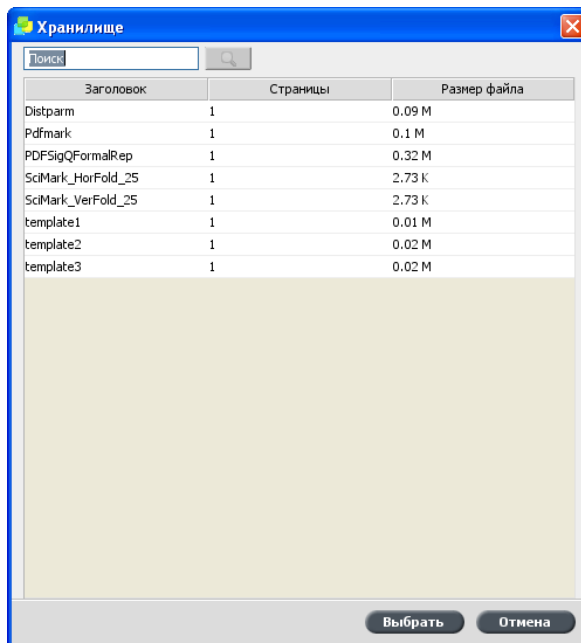 Хранилище
Поиск
Заголовок Страницы Размер файла
Distparm 1 0.09 M
Pdfmark 1 0.1 M
PDFSigQFormalRep 1 0.32 M
SciMark_HorFold_25 1 2.73 K
SciMark_VerFold_25 1 2.73 K
template1 1 0.01 M
template2 1 0.02 M
template3 1 0.02 M
Выбрать Отмена